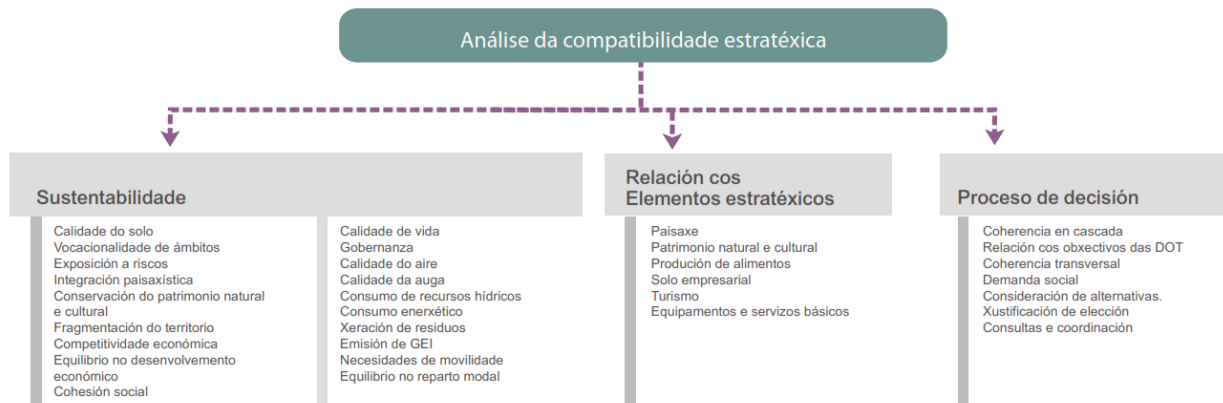 Análise da compatibilidade estratéxica
Sustentabilidade
Calidade do solo
Vocacionalidade de ámbitos
Exposición a riscos
Integración paisaxística
Conservación do patrimonio natural
e cultural
Fragmentación do territorio
Competitividade económica
Equilibrio no desenvolvemento
económico
Cohesión social
Calidade de vida
Gobernanza
Calidade do aire
Calidade da auga
Consumo de recursos hídricos
Consumo enerxético
Xeración de residuos
Emisión de GEI
Necesidades de movilidade
Equilibrio no reparto modal
Relación cos
Elementos estratéxicos
Paisaxe
Patrimonio natural e cultural
Produción de alimentos
Solo empresarial
Turismo
Equipamentos e servizos básicos
Proceso de decisión
Coherencia en cascada
Relación cos obxectivos das DOT
Coherencia transversal
Demanda social
Consideración de alternativas.
Xustificación de elección
Consultas e coordinación